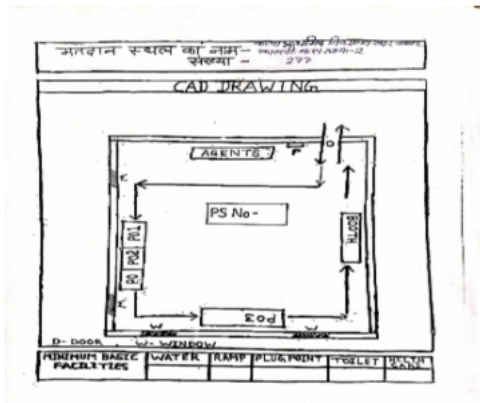 मतदान स्थल का नाम-
संख्या - 277
CAD DRAWING
AGENTS
F
D
PS No-
PO1
PO2
PO
BOOTH
PO3
W
W
D- DOOR W- WINDOW
MINIMUM BASIC FACILITIES
WATER
RAMP
PLUG POINT
TOILET